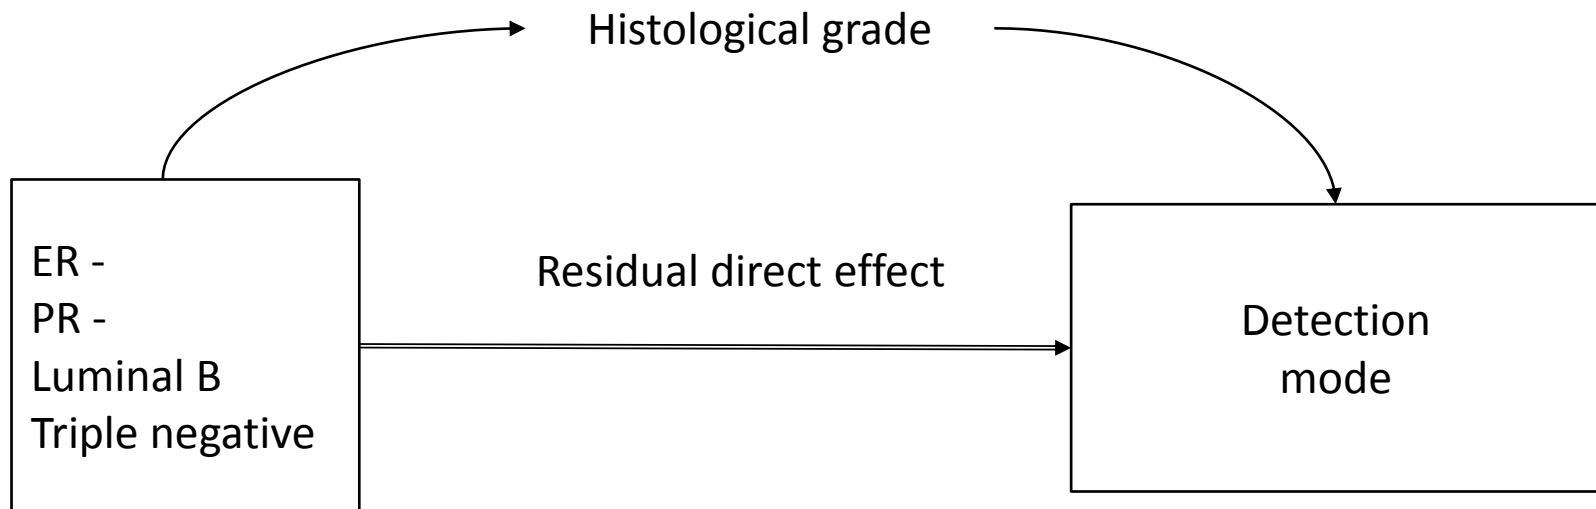 Histological grade
ER -
PR -
Luminal B
Triple negative
Residual direct effect
Detection
mode